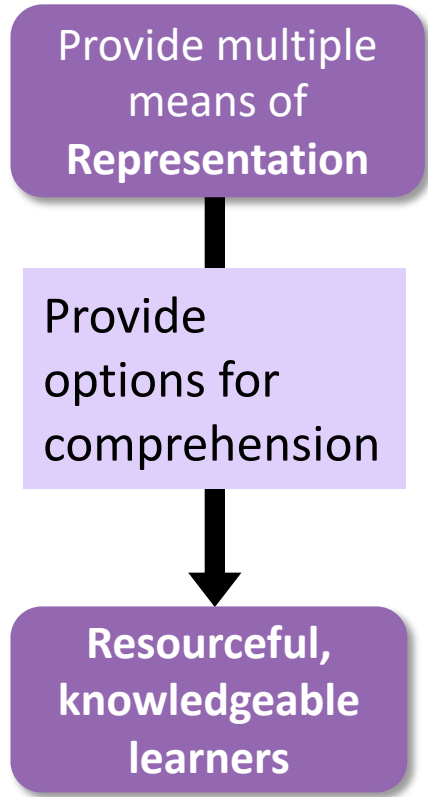 Provide multiple
means of
Representation
Provide
options for
comprehension
Resourceful,
knowledgeable
learners